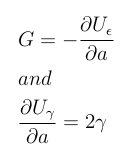 G = −∂U_ϵ/∂a
and
∂U_γ/∂a = 2γ